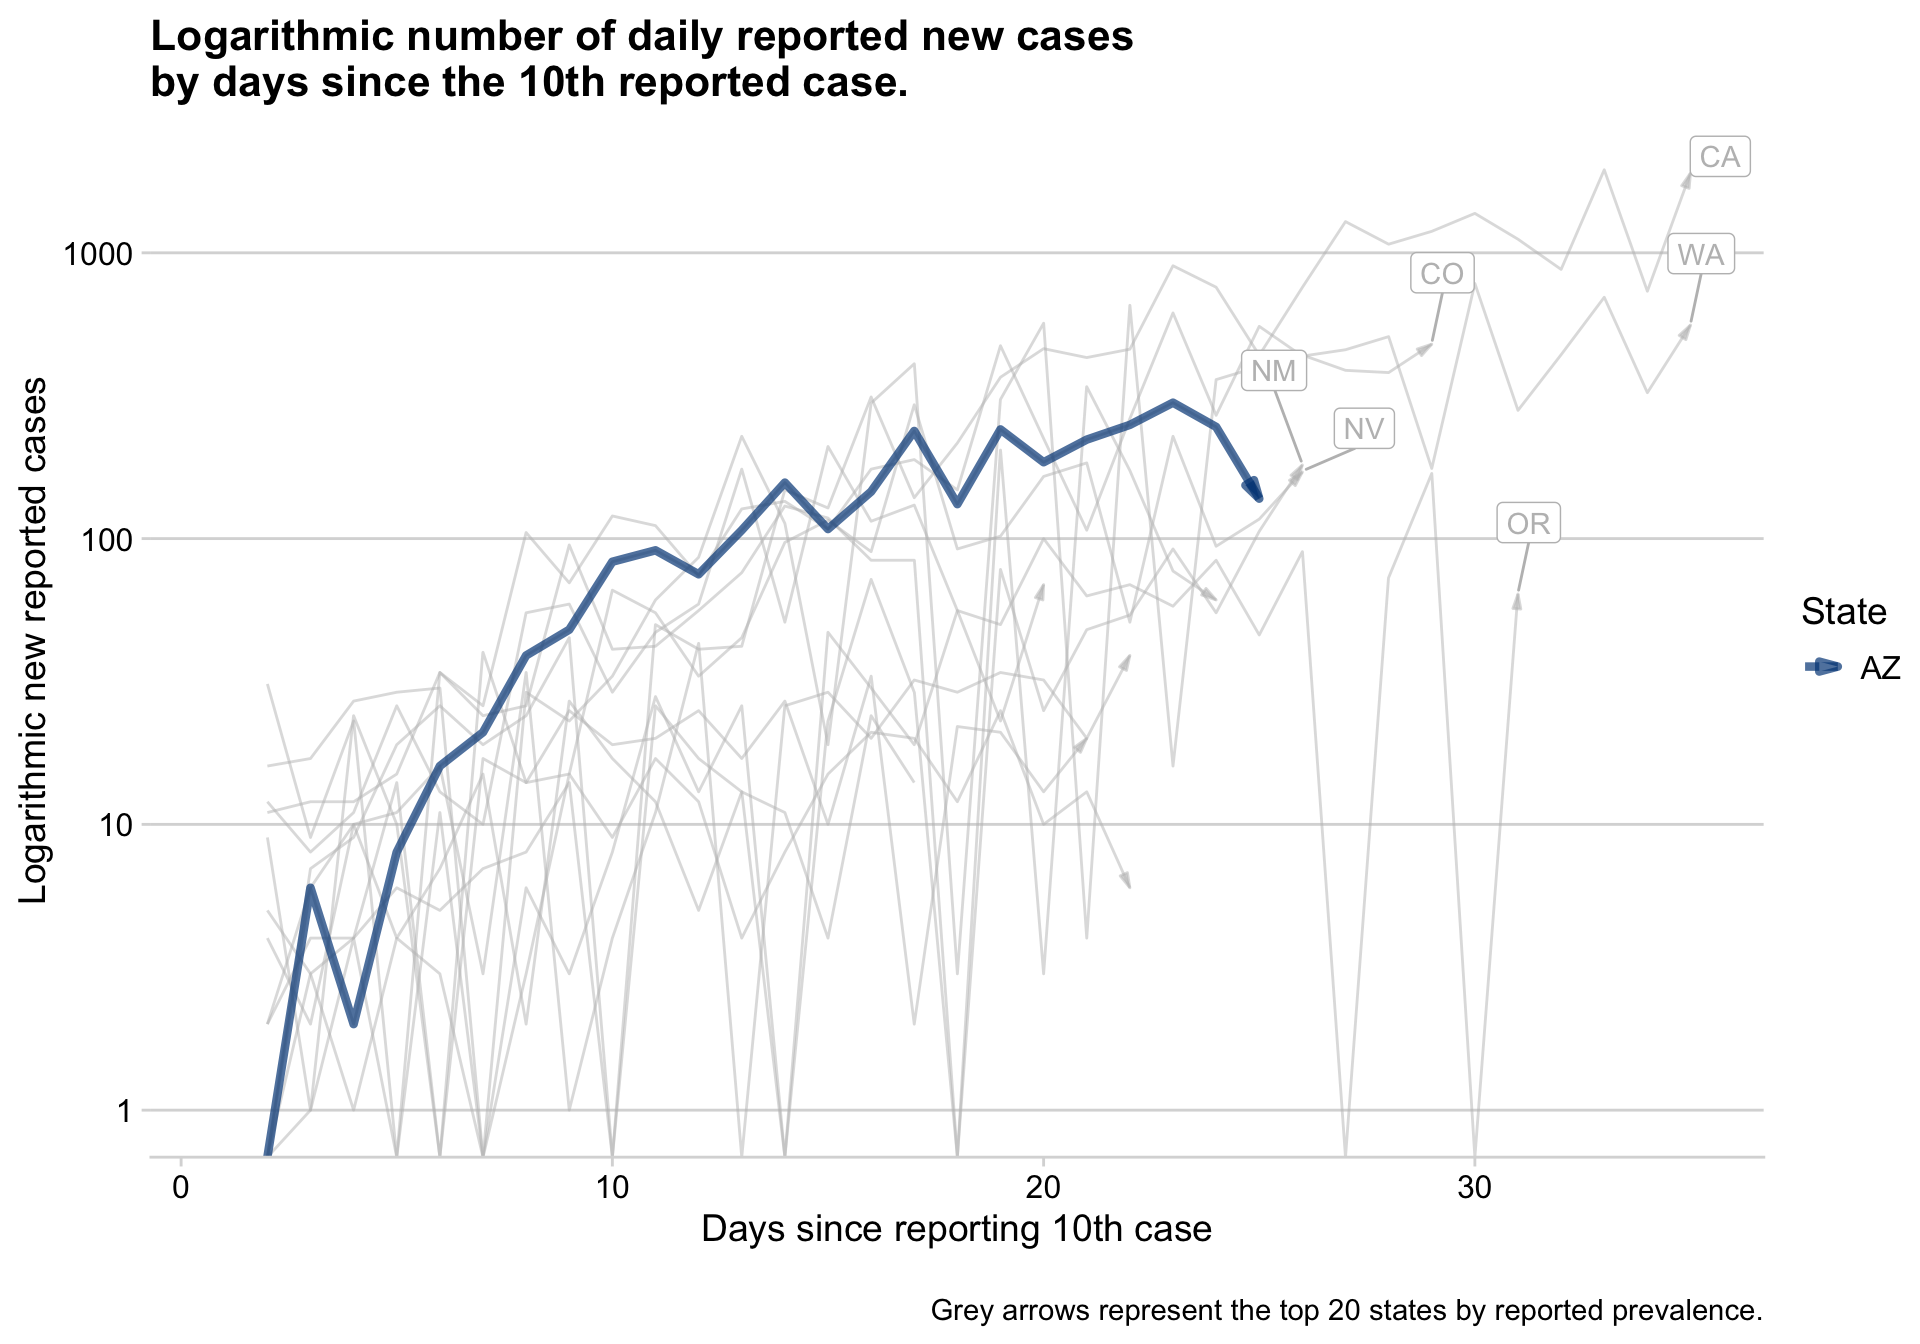 Logarithmic number of daily reported new cases
by days since the 10th reported case.
CA
WA
CO
NM
NV
OR
1000
100
10
1
Logarithmic new reported cases
0 10 20 30
Days since reporting 10th case
State
AZ
Grey arrows represent the top 20 states by reported prevalence.